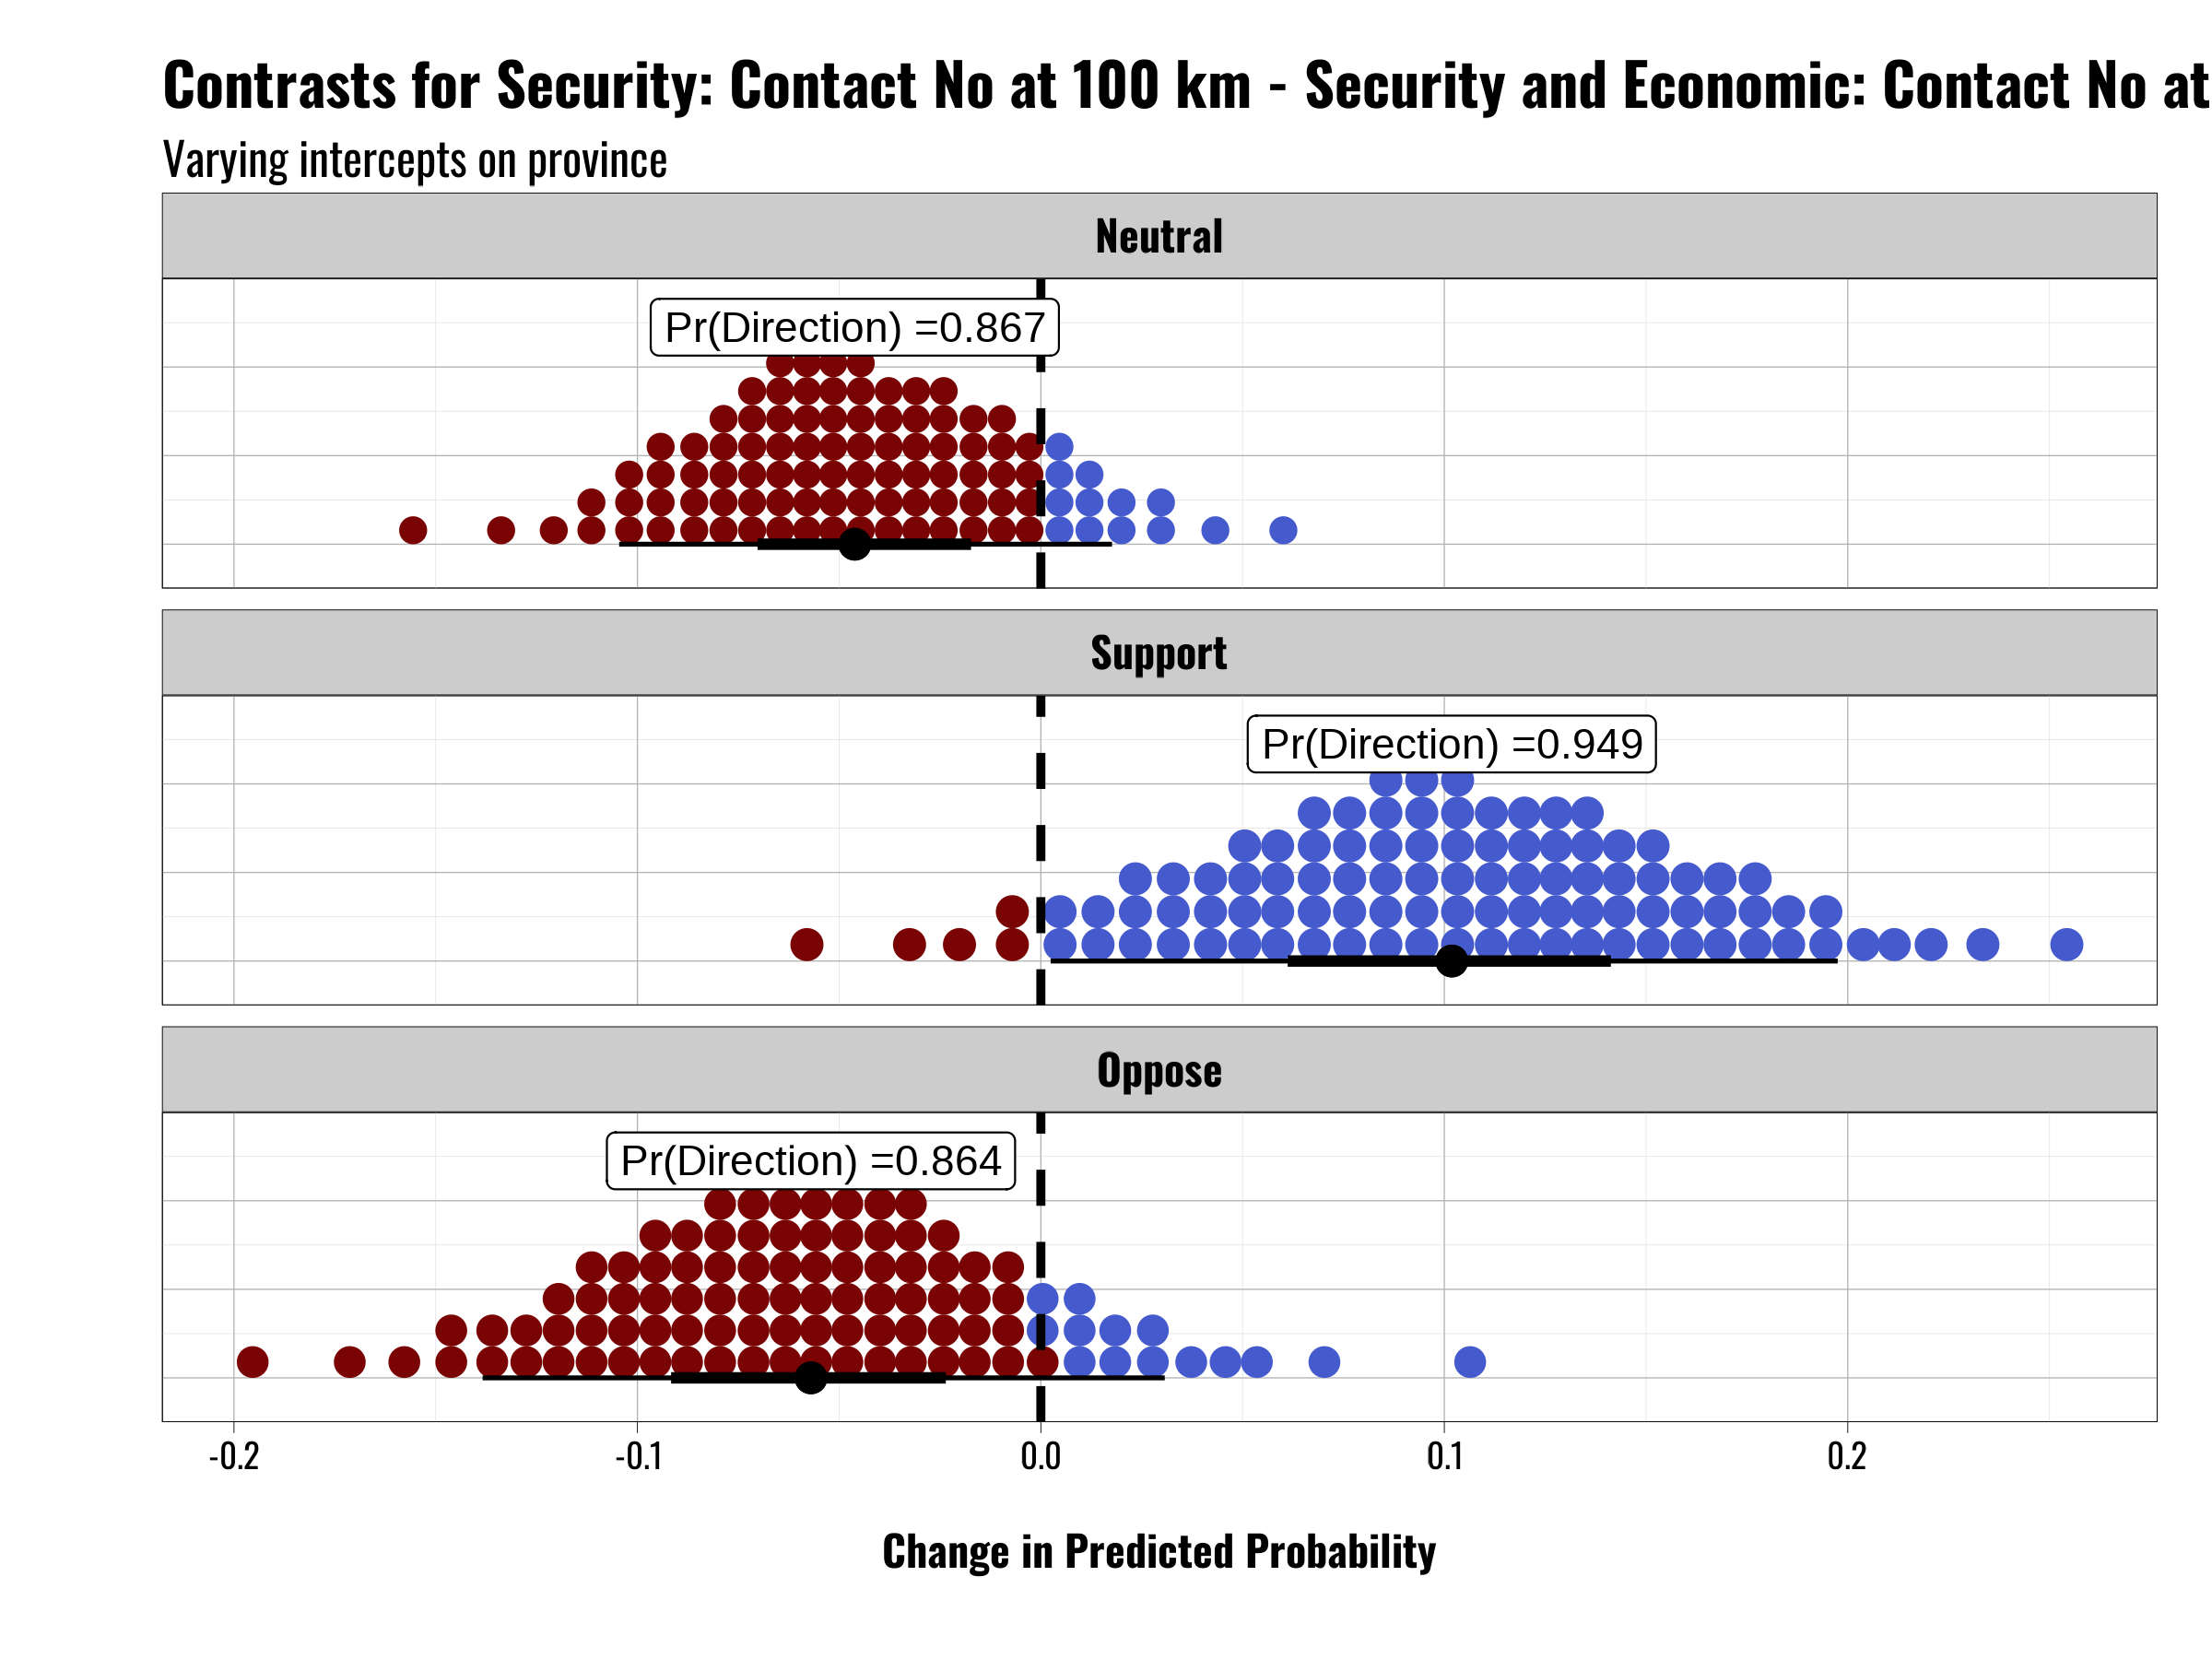 Contrasts for Security: Contact No at 100 km - Security and Economic: Contact No at
Varying intercepts on province
Neutral
Pr(Direction) =0.867
Support
Pr(Direction) =0.949
Oppose
Pr(Direction) =0.864
-0.2 -0.1 0.0 0.1 0.2
Change in Predicted Probability